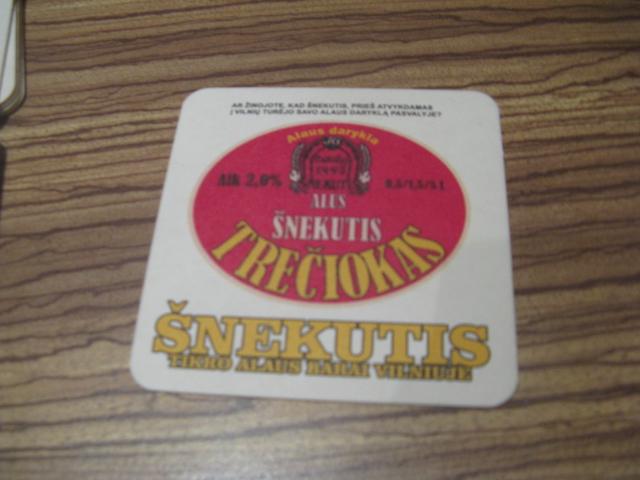 AR ŽINOJOTE, KAD ŠNEKUTIS, PRIEŠ ATVYKDAMAS
Į VILNIŲ TURĖJO SAVO ALAUS DARYKLĄ PASVALYJE?
Alaus darykla
Alk 2,0%
0,5/1,5/5 L
ALUS
ŠNEKUTIS
TREČIOKAS
ŠNEKUTIS
TIKRO ALAUS BARAI VILNIUJE